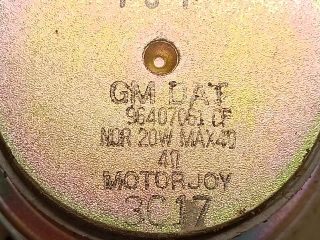 GM DAT
96407061 CF
NOR 20W MAX40
4Ω
MOTORJOY
3C17